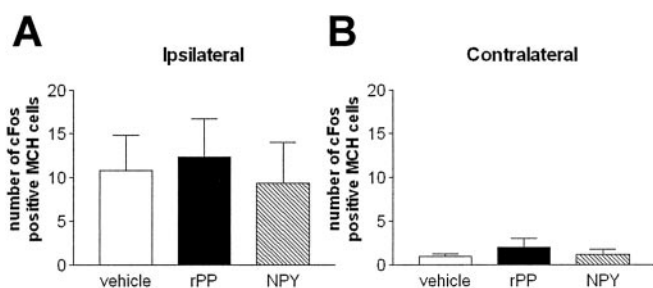 A
Ipsilateral
number of cFos
positive MCH cells
20
15
10
5
0
vehicle rPP NPY
B
Contralateral
number of cFos
positive MCH cells
20
15
10
5
0
vehicle rPP NPY